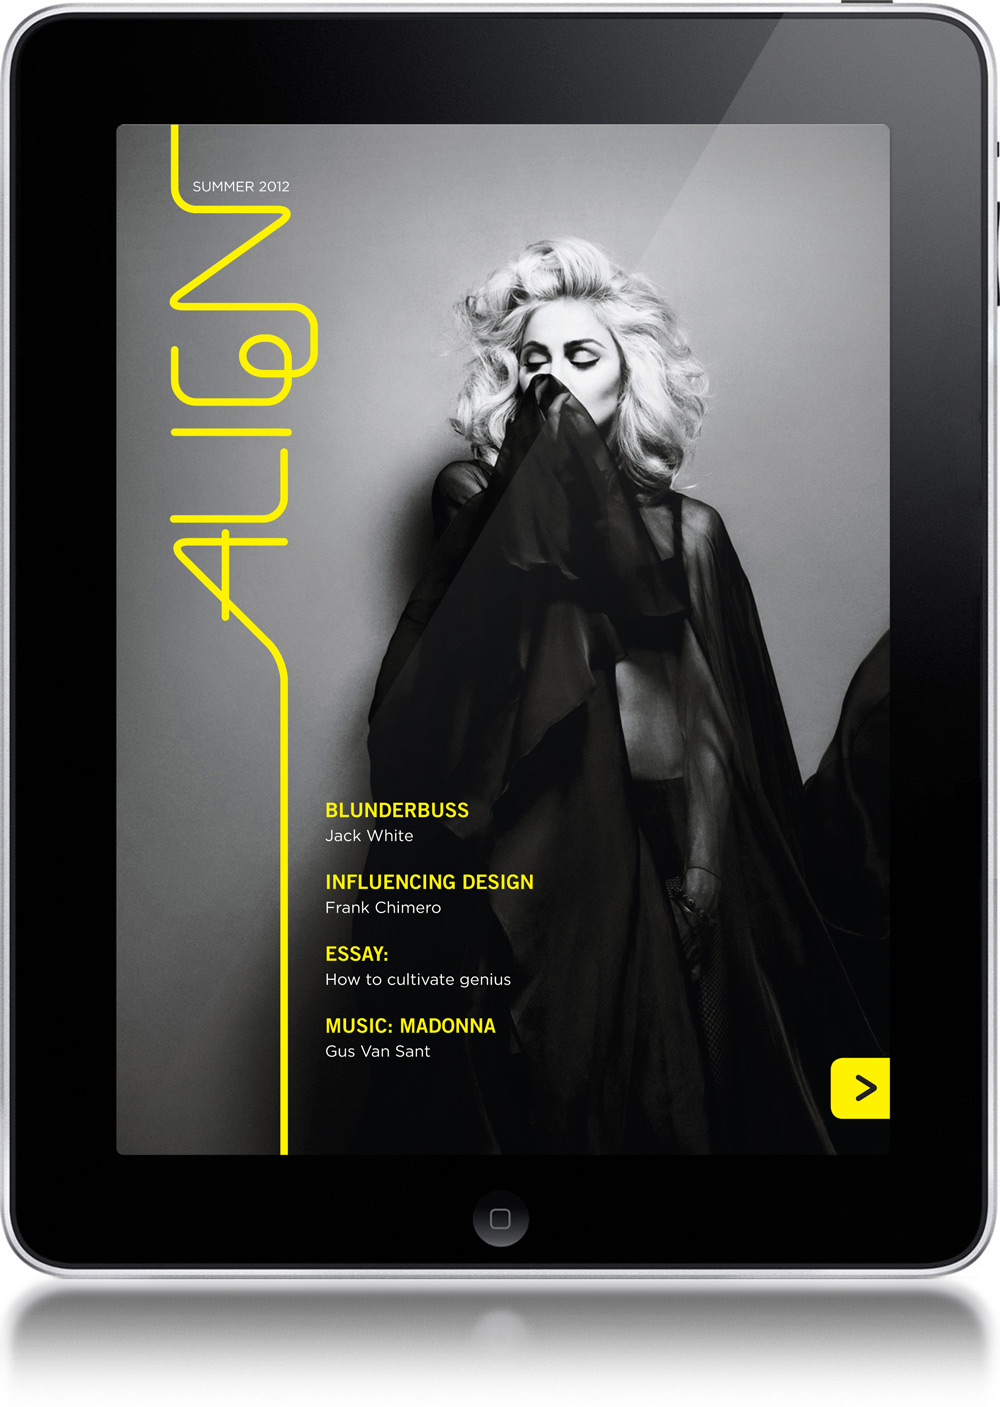 SUMMER 2012
ALIGN
BLUNDERBUSS
Jack White
INFLUENCING DESIGN
Frank Chimero
ESSAY:
How to cultivate genius
MUSIC: MADONNA
Gus Van Sant
>